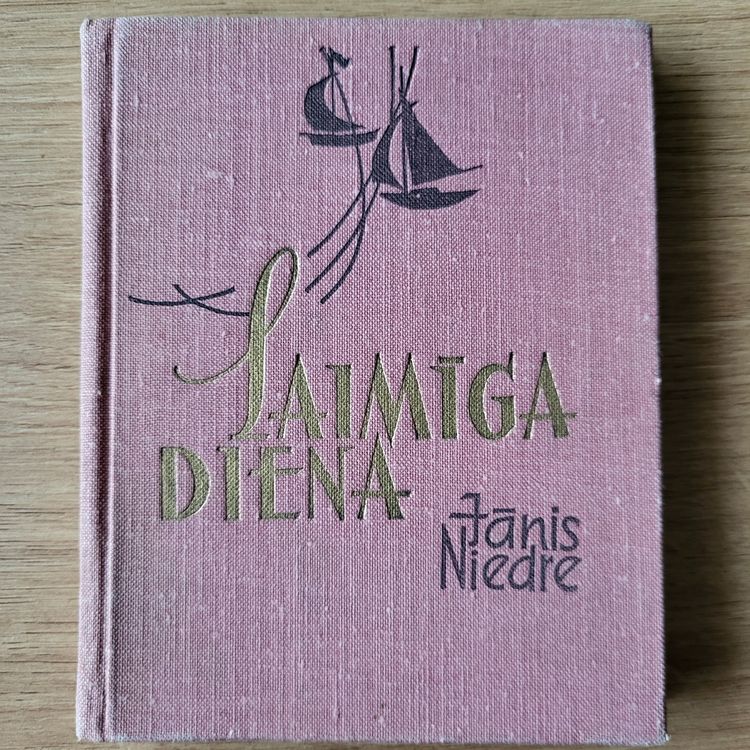 LAIMĪGA
DIENA
Jānis
Niedre